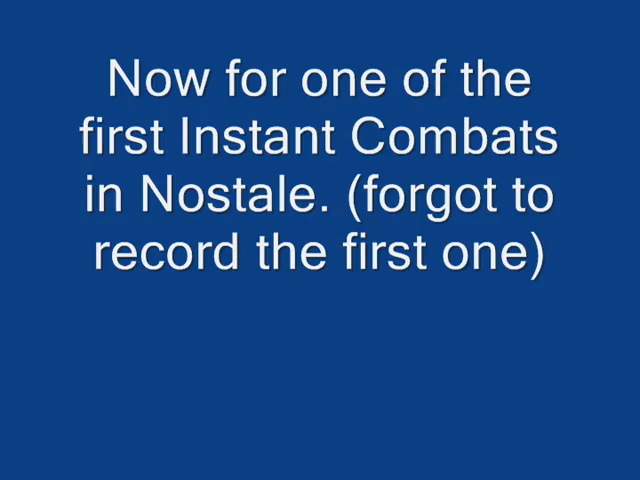 Now for one of the
first Instant Combats
in Nostale. (forgot to
record the first one)